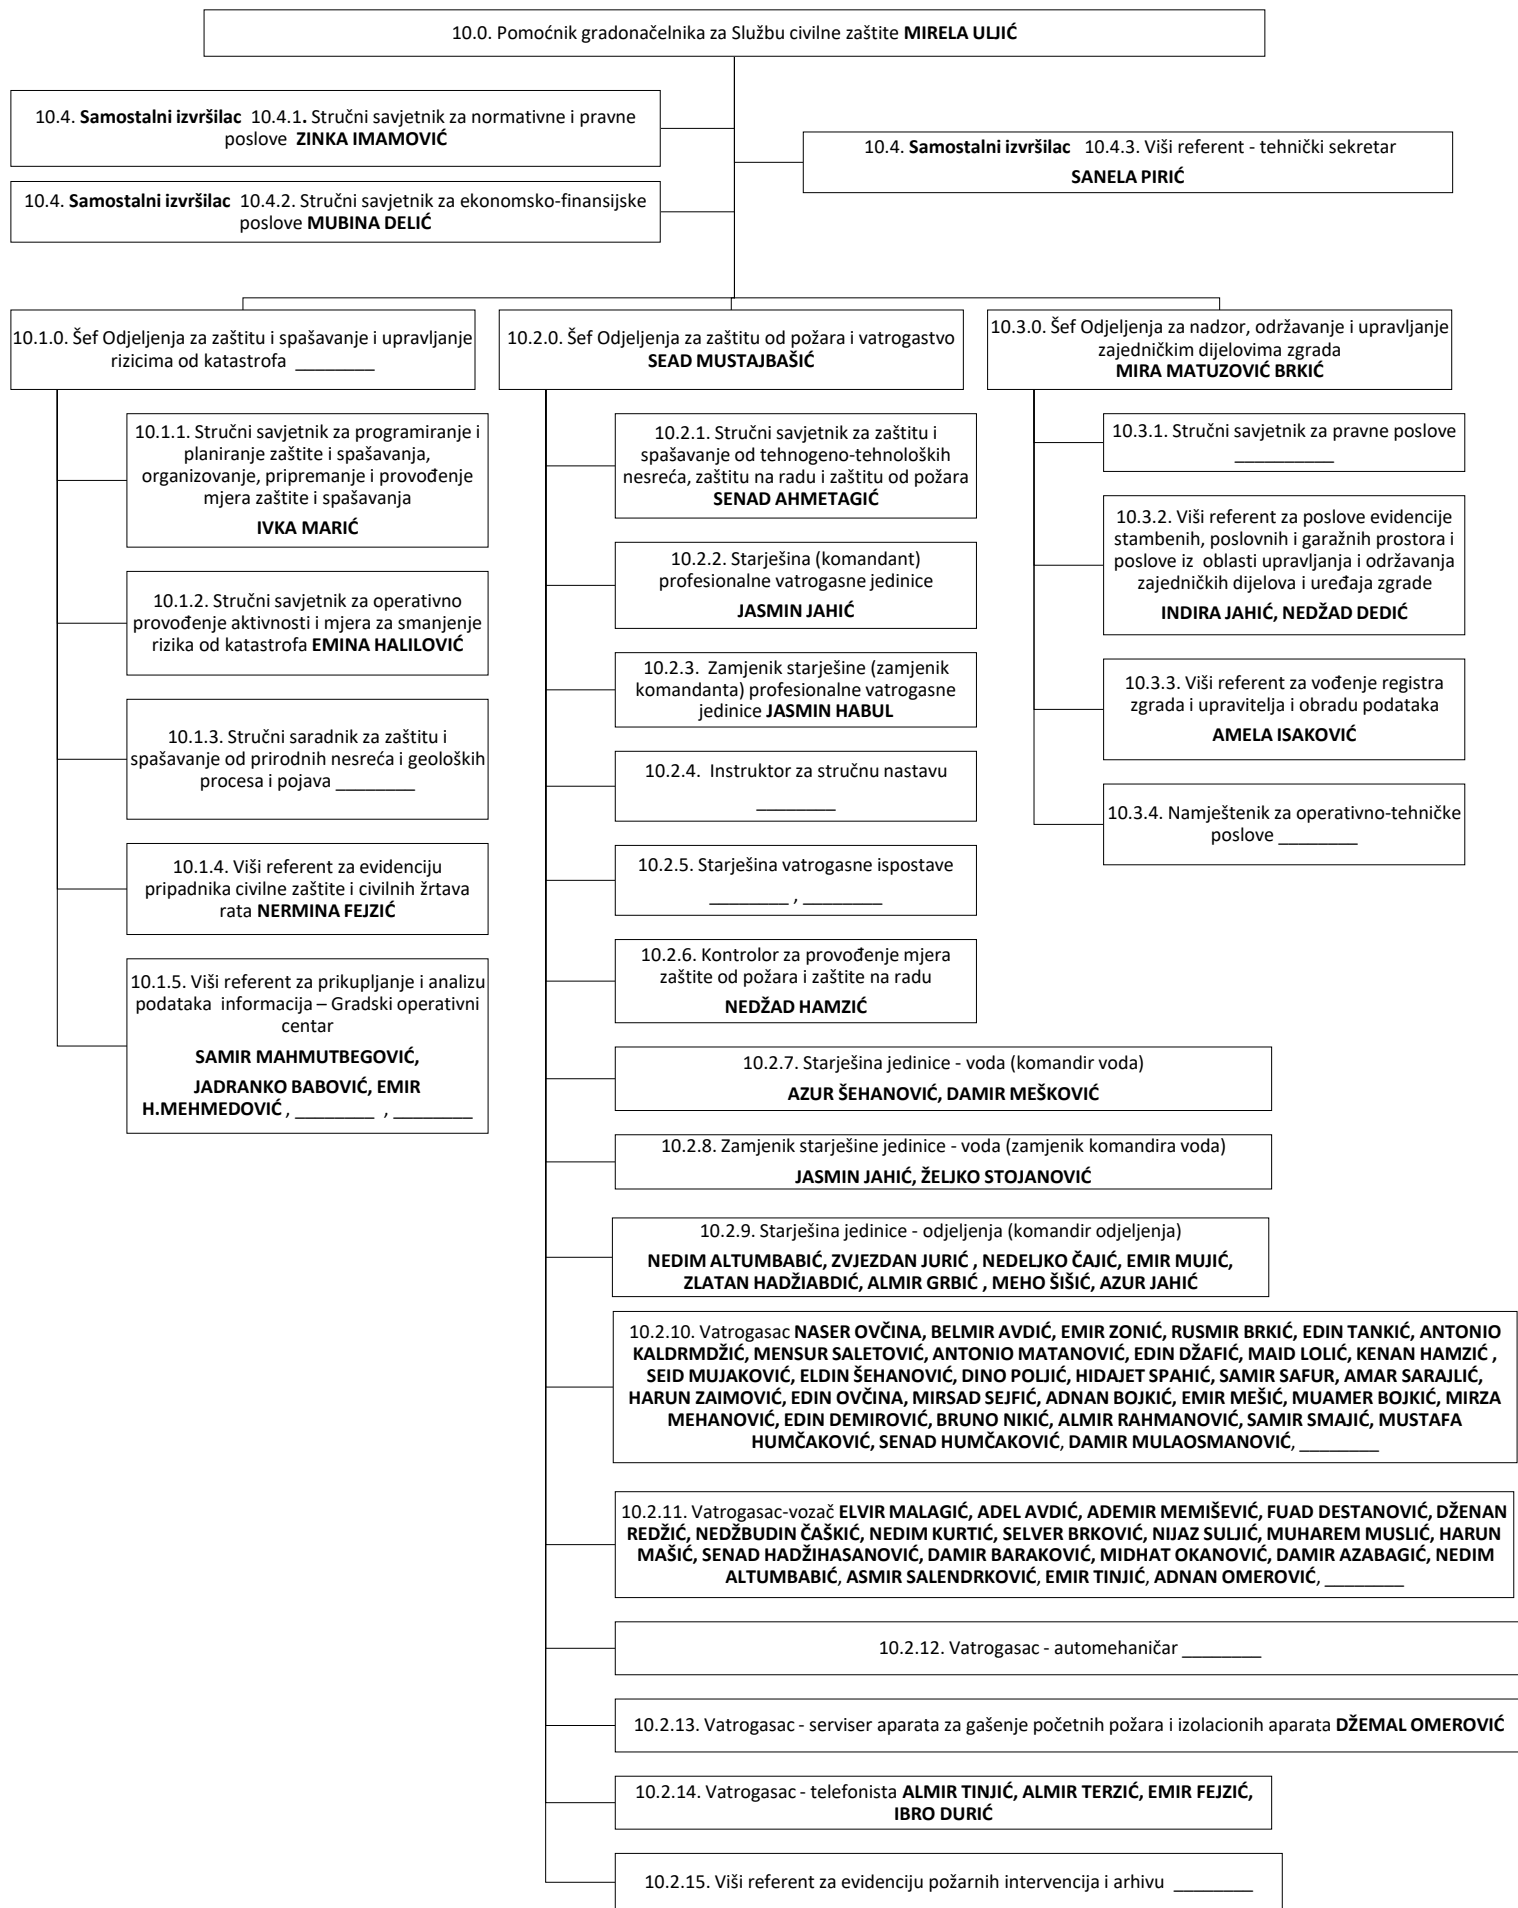 10.0. Pomoćnik gradonačelnika za Službu civilne zaštite MIRELA ULJIĆ
10.4. Samostalni izvršilac 10.4.1. Stručni savjetnik za normativne i pravne
poslove ZINKA IMAMOVIĆ
10.4. Samostalni izvršilac 10.4.3. Viši referent - tehnički sekretar
SANELA PIRIĆ
10.4. Samostalni izvršilac 10.4.2. Stručni savjetnik za ekonomsko-finansijske
poslove MUBINA DELIĆ
10.1.0. Šef Odjeljenja za zaštitu i spašavanje i upravljanje
rizicima od katastrofa ________
10.1.1. Stručni savjetnik za programiranje i
planiranje zaštite i spašavanja,
organizovanje, pripremanje i provođenje
mjera zaštite i spašavanja
IVKA MARIĆ
10.1.2. Stručni savjetnik za operativno
provođenje aktivnosti i mjera za smanjenje
rizika od katastrofa EMINA HALILOVIĆ
10.1.3. Stručni saradnik za zaštitu i
spašavanje od prirodnih nesreća i geoloških
procesa i pojava ________
10.1.4. Viši referent za evidenciju
pripadnika civilne zaštite i civilnih žrtava
rata NERMINA FEJZIĆ
10.1.5. Viši referent za prikupljanje i analizu
podataka informacija – Gradski operativni
centar
SAMIR MAHMUTBEGOVIĆ,
JADRANKO BABOVIĆ, EMIR
H.MEHMEDOVIĆ , ________ , ________
10.2.0. Šef Odjeljenja za zaštitu od požara i vatrogastvo
SEAD MUSTAJBAŠIĆ
10.2.1. Stručni savjetnik za zaštitu i
spašavanje od tehnogeno-tehnoloških
nesreća, zaštitu na radu i zaštitu od požara
SENAD AHMETAGIĆ
10.2.2. Starješina (komandant)
profesionalne vatrogasne jedinice
JASMIN JAHIĆ
10.2.3. Zamjenik starješine (zamjenik
komandanta) profesionalne vatrogasne
jedinice JASMIN HABUL
10.2.4. Instruktor za stručnu nastavu
________
10.2.5. Starješina vatrogasne ispostave
________ , ________
10.2.6. Kontrolor za provođenje mjera
zaštite od požara i zaštite na radu
NEDŽAD HAMZIĆ
10.2.7. Starješina jedinice - voda (komandir voda)
AZUR ŠEHANOVIĆ, DAMIR MEŠKOVIĆ
10.2.8. Zamjenik starješine jedinice - voda (zamjenik komandira voda)
JASMIN JAHIĆ, ŽELJKO STOJANOVIĆ
10.2.9. Starješina jedinice - odjeljenja (komandir odjeljenja)
NEDIM ALTUMBABIĆ, ZVJEZDAN JURIĆ , NEDELJKO ČAJIĆ, EMIR MUJIĆ,
ZLATAN HADŽIABDIĆ, ALMIR GRBIĆ , MEHO ŠIŠIĆ, AZUR JAHIĆ
10.2.10. Vatrogasac NASER OVČINA, BELMIR AVDIĆ, EMIR ZONIĆ, RUSMIR BRKIĆ, EDIN TANKIĆ, ANTONIO
KALDRMDŽIĆ, MENSUR SALETOVIĆ, ANTONIO MATANOVIĆ, EDIN DŽAFIĆ, MAID LOLIĆ, KENAN HAMZIĆ ,
SEID MUJAKOVIĆ, ELDIN ŠEHANOVIĆ, DINO POLJIĆ, HIDAJET SPAHIĆ, SAMIR SAFUR, AMAR SARAJLIĆ,
HARUN ZAIMOVIĆ, EDIN OVČINA, MIRSAD SEJFIĆ, ADNAN BOJKIĆ, EMIR MEŠIĆ, MUAMER BOJKIĆ, MIRZA
MEHANOVIĆ, EDIN DEMIROVIĆ, BRUNO NIKIĆ, ALMIR RAHMANOVIĆ, SAMIR SMAJIĆ, MUSTAFA
HUMČAKOVIĆ, SENAD HUMČAKOVIĆ, DAMIR MULAOSMANOVIĆ, ________
10.2.11. Vatrogasac-vozač ELVIR MALAGIĆ, ADEL AVDIĆ, ADEMIR MEMIŠEVIĆ, FUAD DESTANOVIĆ, DŽENAN
REDŽIĆ, NEDŽBUDIN ČAŠKIĆ, NEDIM KURTIĆ, SELVER BRKOVIĆ, NIJAZ SULJIĆ, MUHAREM MUSLIĆ, HARUN
MAŠIĆ, SENAD HADŽIHASANOVIĆ, DAMIR BARAKOVIĆ, MIDHAT OKANOVIĆ, DAMIR AZABAGIĆ, NEDIM
ALTUMBABIĆ, ASMIR SALENDRKOVIĆ, EMIR TINJIĆ, ADNAN OMEROVIĆ, ________
10.2.12. Vatrogasac - automehaničar ________
10.2.13. Vatrogasac - serviser aparata za gašenje početnih požara i izolacionih aparata DŽEMAL OMEROVIĆ
10.2.14. Vatrogasac - telefonista ALMIR TINJIĆ, ALMIR TERZIĆ, EMIR FEJZIĆ,
IBRO DURIĆ
10.2.15. Viši referent za evidenciju požarnih intervencija i arhivu ________
10.3.0. Šef Odjeljenja za nadzor, održavanje i upravljanje
zajedničkim dijelovima zgrada
MIRA MATUZOVIĆ BRKIĆ
10.3.1. Stručni savjetnik za pravne poslove
__________
10.3.2. Viši referent za poslove evidencije
stambenih, poslovnih i garažnih prostora i
poslove iz oblasti upravljanja i održavanja
zajedničkih dijelova i uređaja zgrade
INDIRA JAHIĆ, NEDŽAD DEDIĆ
10.3.3. Viši referent za vođenje registra
zgrada i upravitelja i obradu podataka
AMELA ISAKOVIĆ
10.3.4. Namještenik za operativno-tehničke
poslove ________